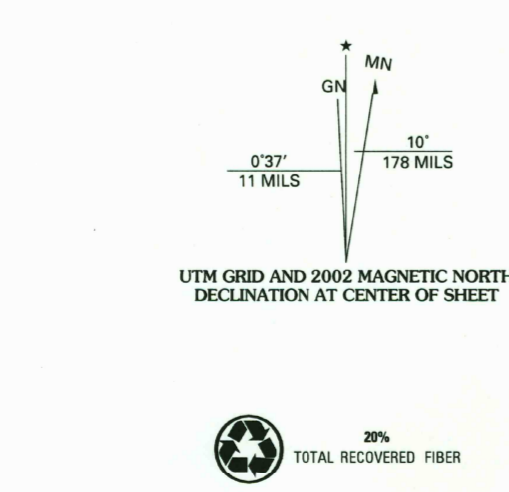 ★
MN
GN
10°
178 MILS
0°37′
11 MILS
UTM GRID AND 2002 MAGNETIC NORTH
DECLINATION AT CENTER OF SHEET
20%
TOTAL RECOVERED FIBER